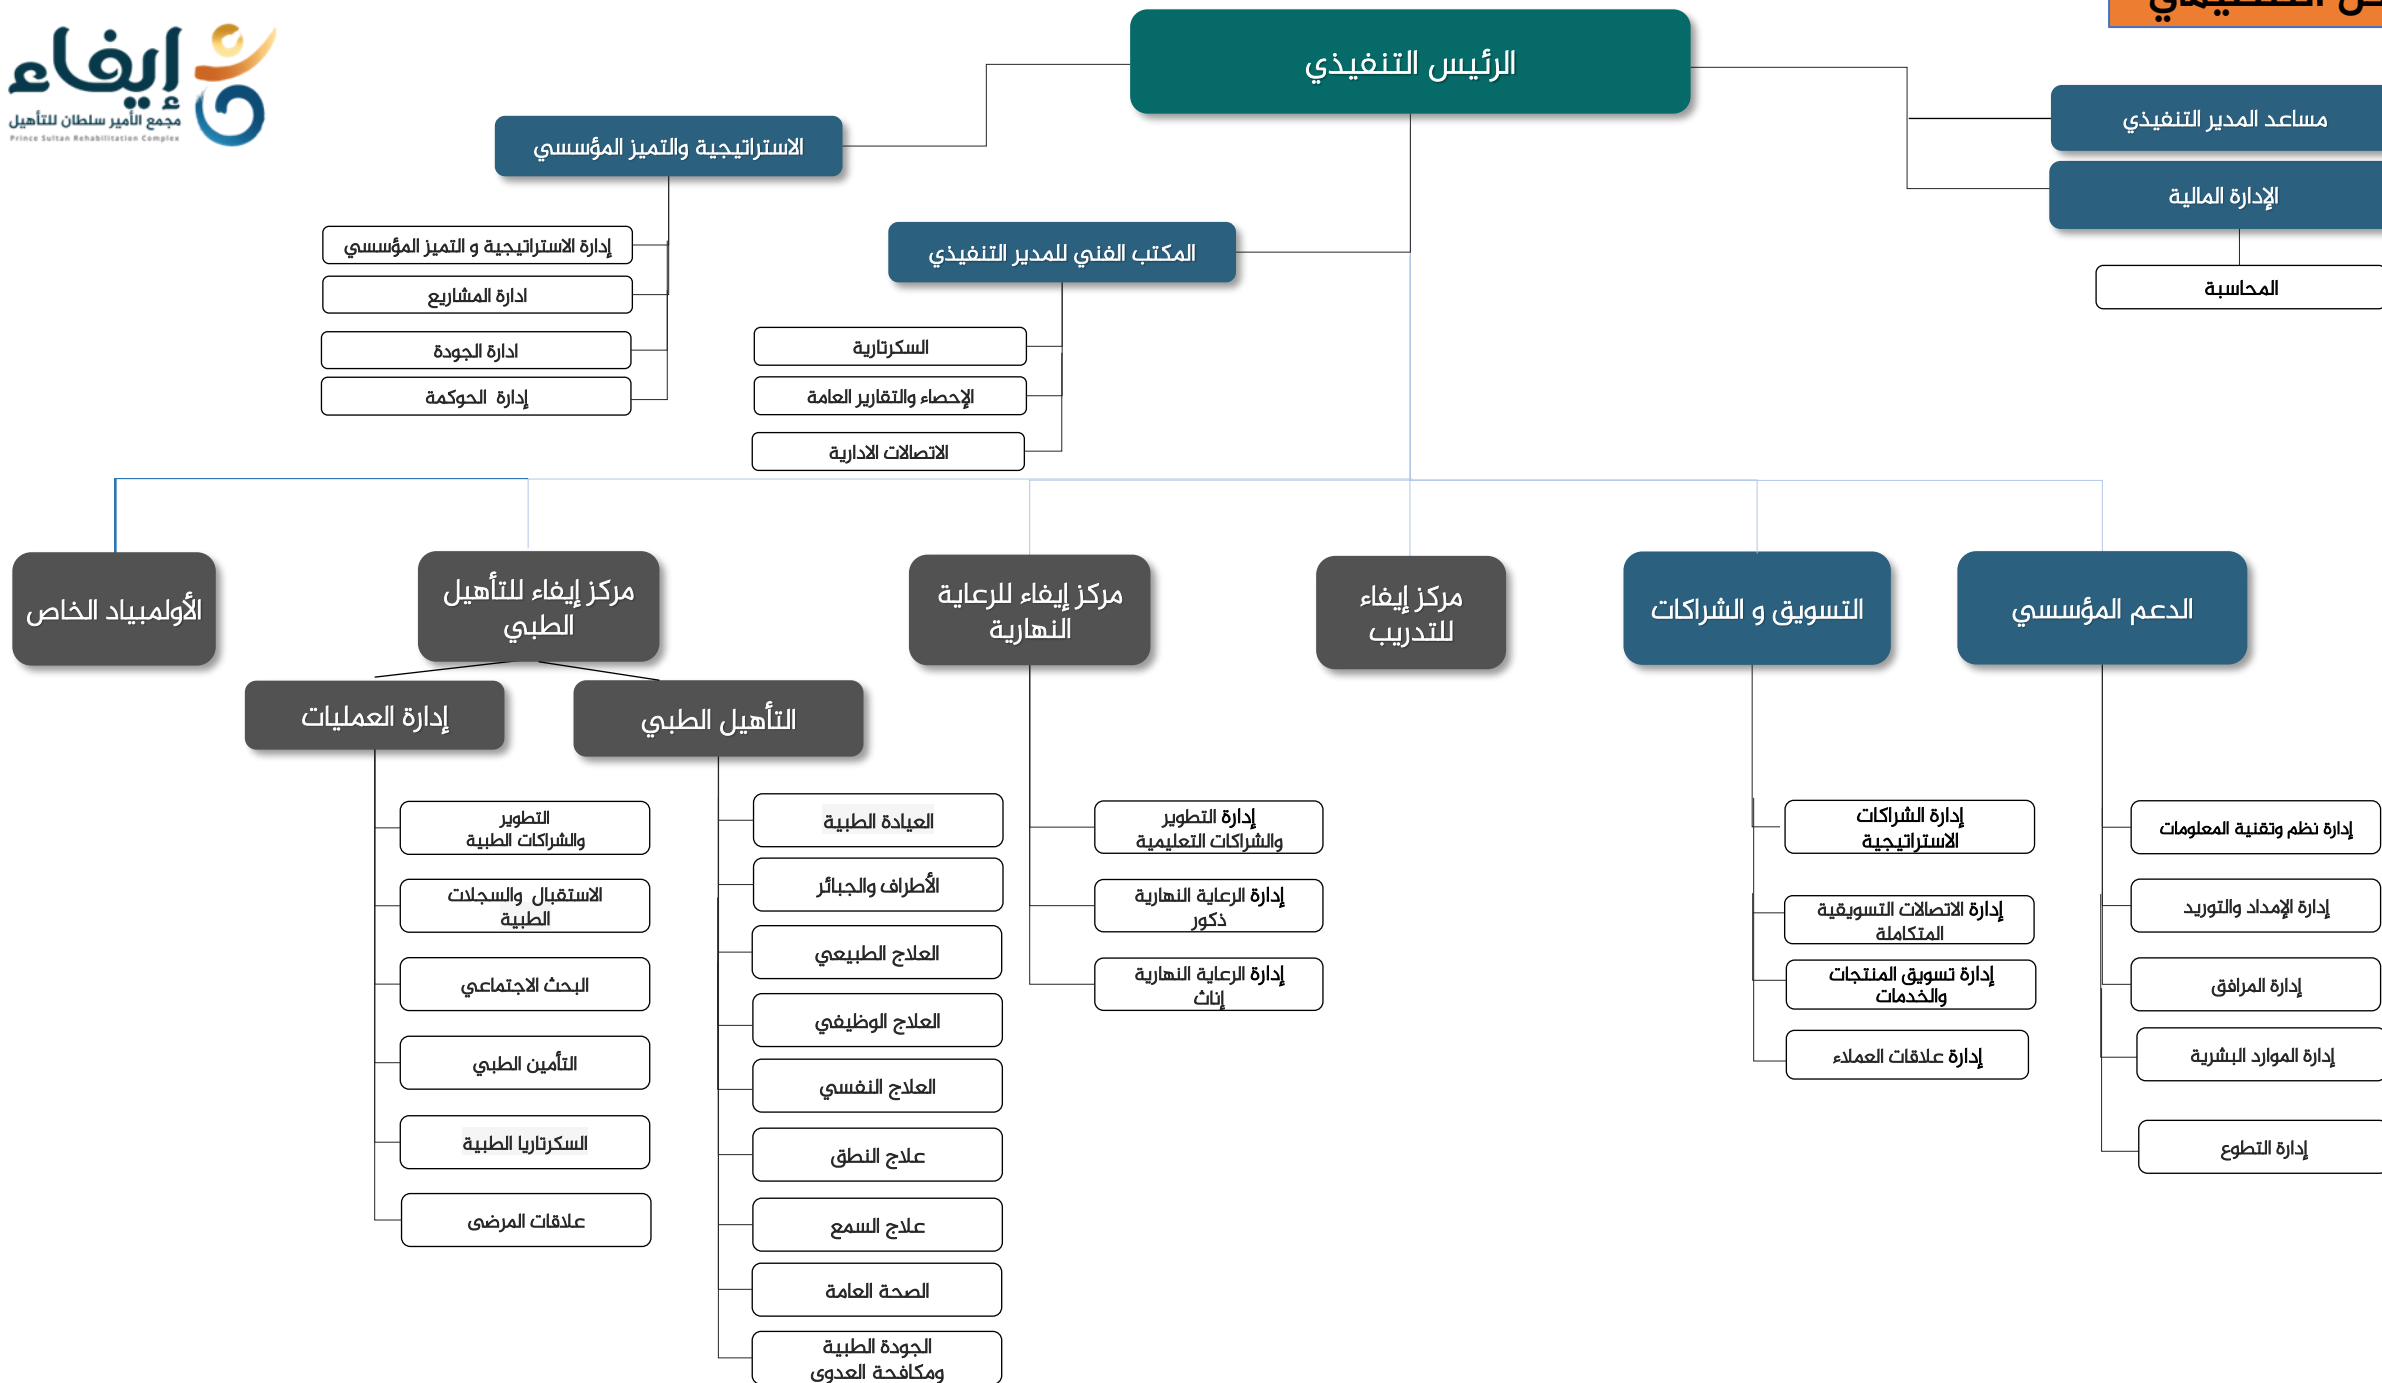 التنظيمي
إيفاء
مجمع الأمير سلطان للتأهيل
Prince Sultan Rehabilitation Complex
الرئيس التنفيذي
مساعد المدير التنفيذي
الإدارة المالية
المحاسبة
الاستراتيجية والتميز المؤسسي
إدارة الاستراتيجية و التميز المؤسسي
ادارة المشاريع
ادارة الجودة
إدارة الحوكمة
المكتب الفني للمدير التنفيذي
السكرتارية
الإحصاء والتقارير العامة
الاتصالات الادارية
الدعم المؤسسي
إدارة نظم وتقنية المعلومات
إدارة الإمداد والتوريد
إدارة المرافق
إدارة الموارد البشرية
إدارة التطوع
التسويق و الشراكات
إدارة الشراكات
الاستراتيجية
إدارة الاتصالات التسويقية
المتكاملة
إدارة تسويق المنتجات
والخدمات
إدارة علاقات العملاء
مركز إيفاء
للتدريب
مركز إيفاء للرعاية
النهارية
إدارة التطوير
والشراكات التعليمية
إدارة الرعاية النهارية
ذكور
إدارة الرعاية النهارية
إناث
مركز إيفاء للتأهيل
الطبي
التأهيل الطبي
العيادة الطبية
الأطراف والجبائر
العلاج الطبيعي
العلاج الوظيفي
العلاج النفسي
علاج النطق
علاج السمع
الصحة العامة
الجودة الطبية
ومكافحة العدوى
إدارة العمليات
التطوير
والشراكات الطبية
الاستقبال والسجلات
الطبية
البحث الاجتماعي
التأمين الطبي
السكرتاريا الطبية
علاقات المرضى
الأولمبياد الخاص